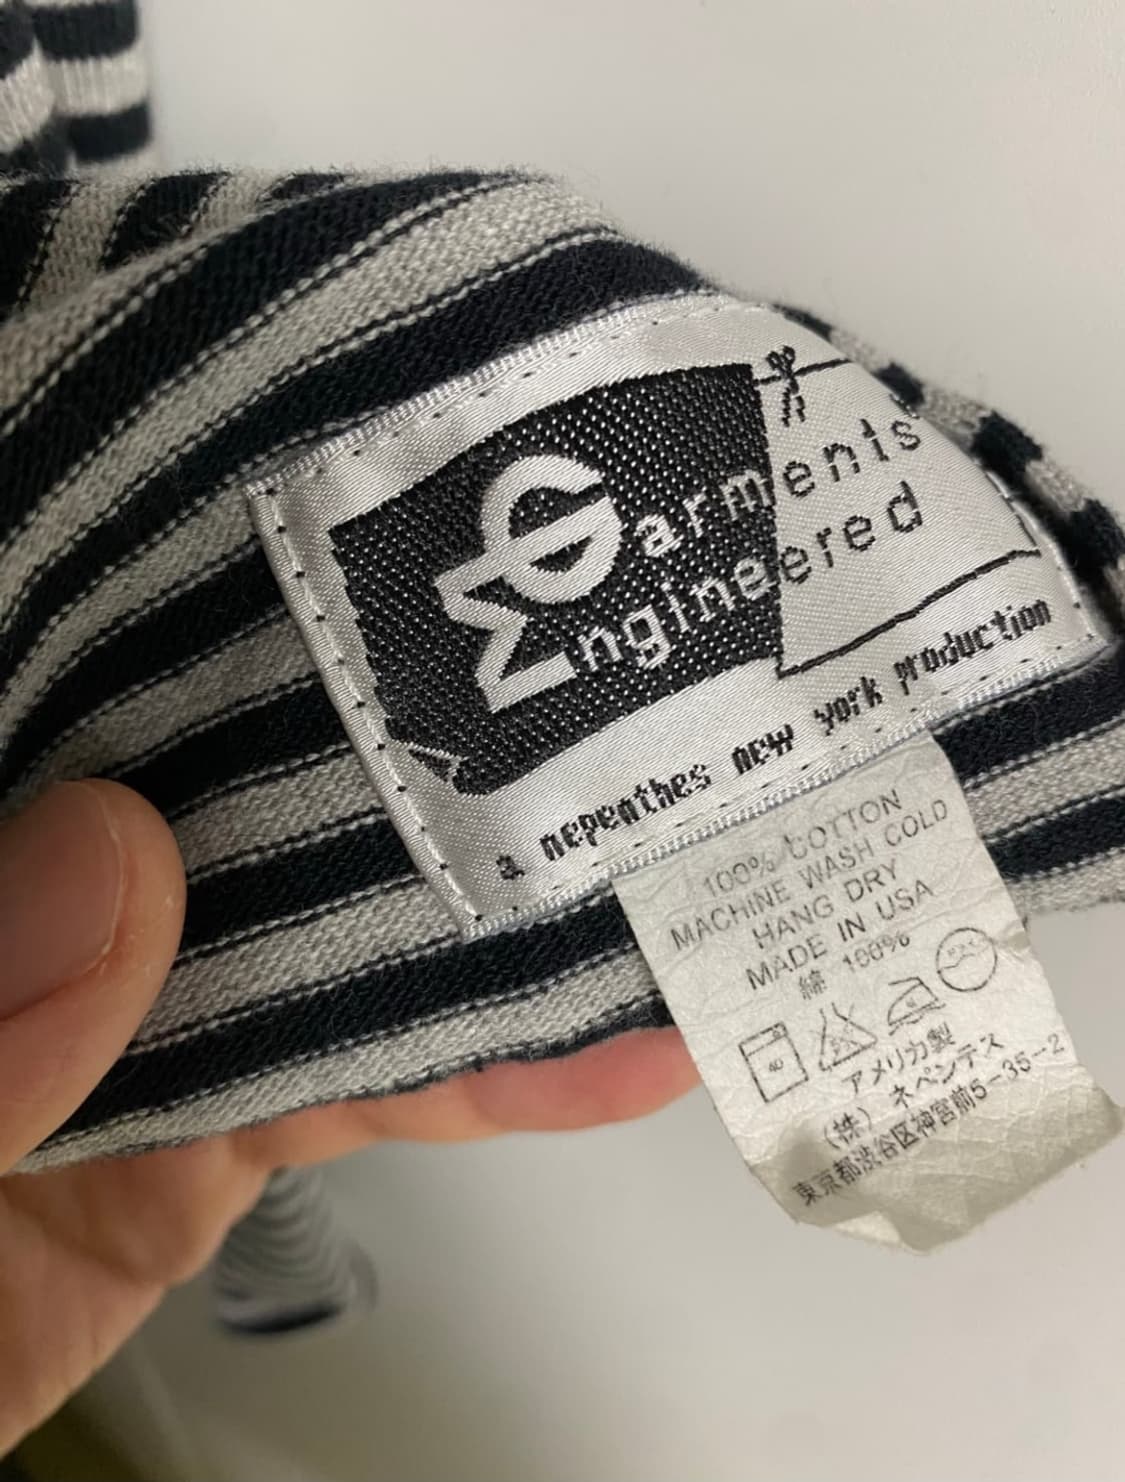 Engineered
Garments
a nepenthes new york production
100% COTTON
MACHINE WASH COLD
HANG DRY
MADE IN USA
綿 100%
40
アメリカ製
(株) ネペンテス
東京都渋谷区神宮前5-35-2